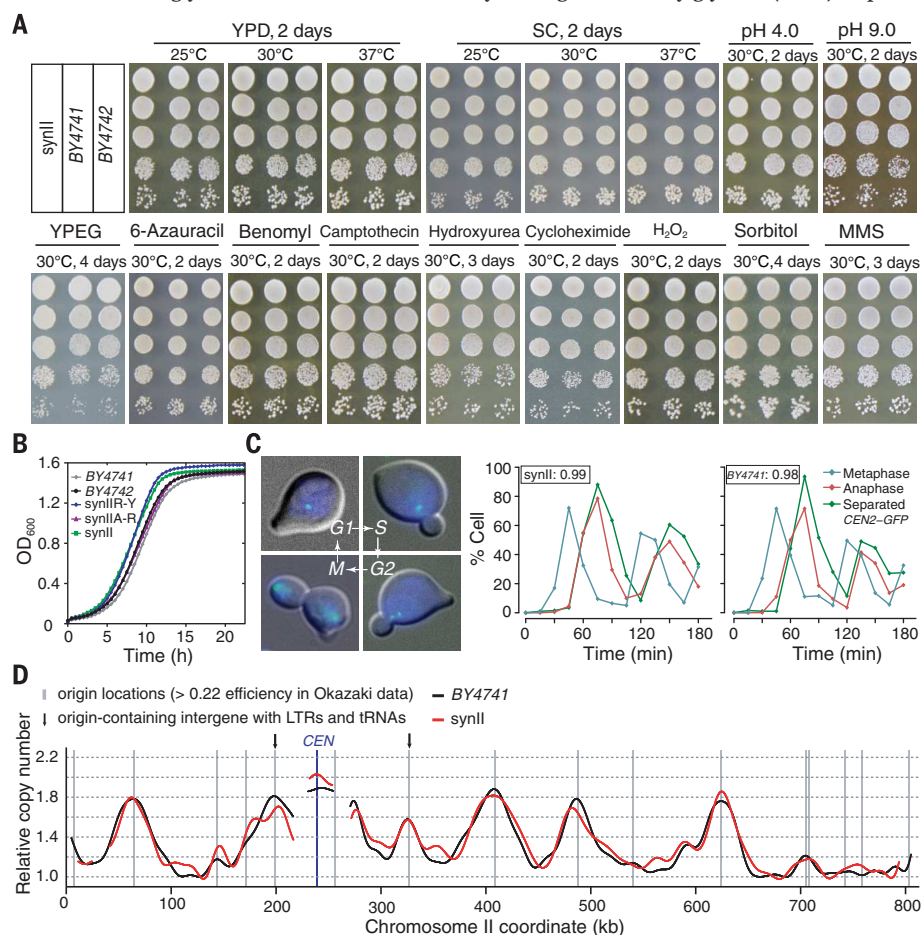 A
YPD, 2 days SC, 2 days pH 4.0 pH 9.0
25°C 30°C 37°C 25°C 30°C 37°C 30°C, 2 days 30°C, 2 days
synII
BY4741
BY4742
YPEG 6-Azauracil Benomyl Camptothecin Hydroxyurea Cycloheximide H₂O₂ Sorbitol MMS
30°C, 4 days 30°C, 2 days 30°C, 2 days 30°C, 2 days 30°C, 3 days 30°C, 2 days 30°C, 2 days 30°C, 4 days 30°C, 3 days
B
OD₆₀₀
1.6
1.2
0.8
0.4
0
BY4741
BY4742
synIIR-Y
synIIA-R
synII
0 5 10 15 20
Time (h)
C
G1 S
M G2
% Cell
100
80
60
40
20
0
synII: 0.99
0 60 120 180
Time (min)
BY4741: 0.98
0 60 120 180
Time (min)
Metaphase
Anaphase
Separated
CEN2–GFP
D
origin locations (> 0.22 efficiency in Okazaki data)
origin-containing intergene with LTRs and tRNAs
BY4741
synII
CEN
Relative copy number
2.2
1.8
1.4
1.0
0 100 200 300 400 500 600 700 800
Chromosome II coordinate (kb)